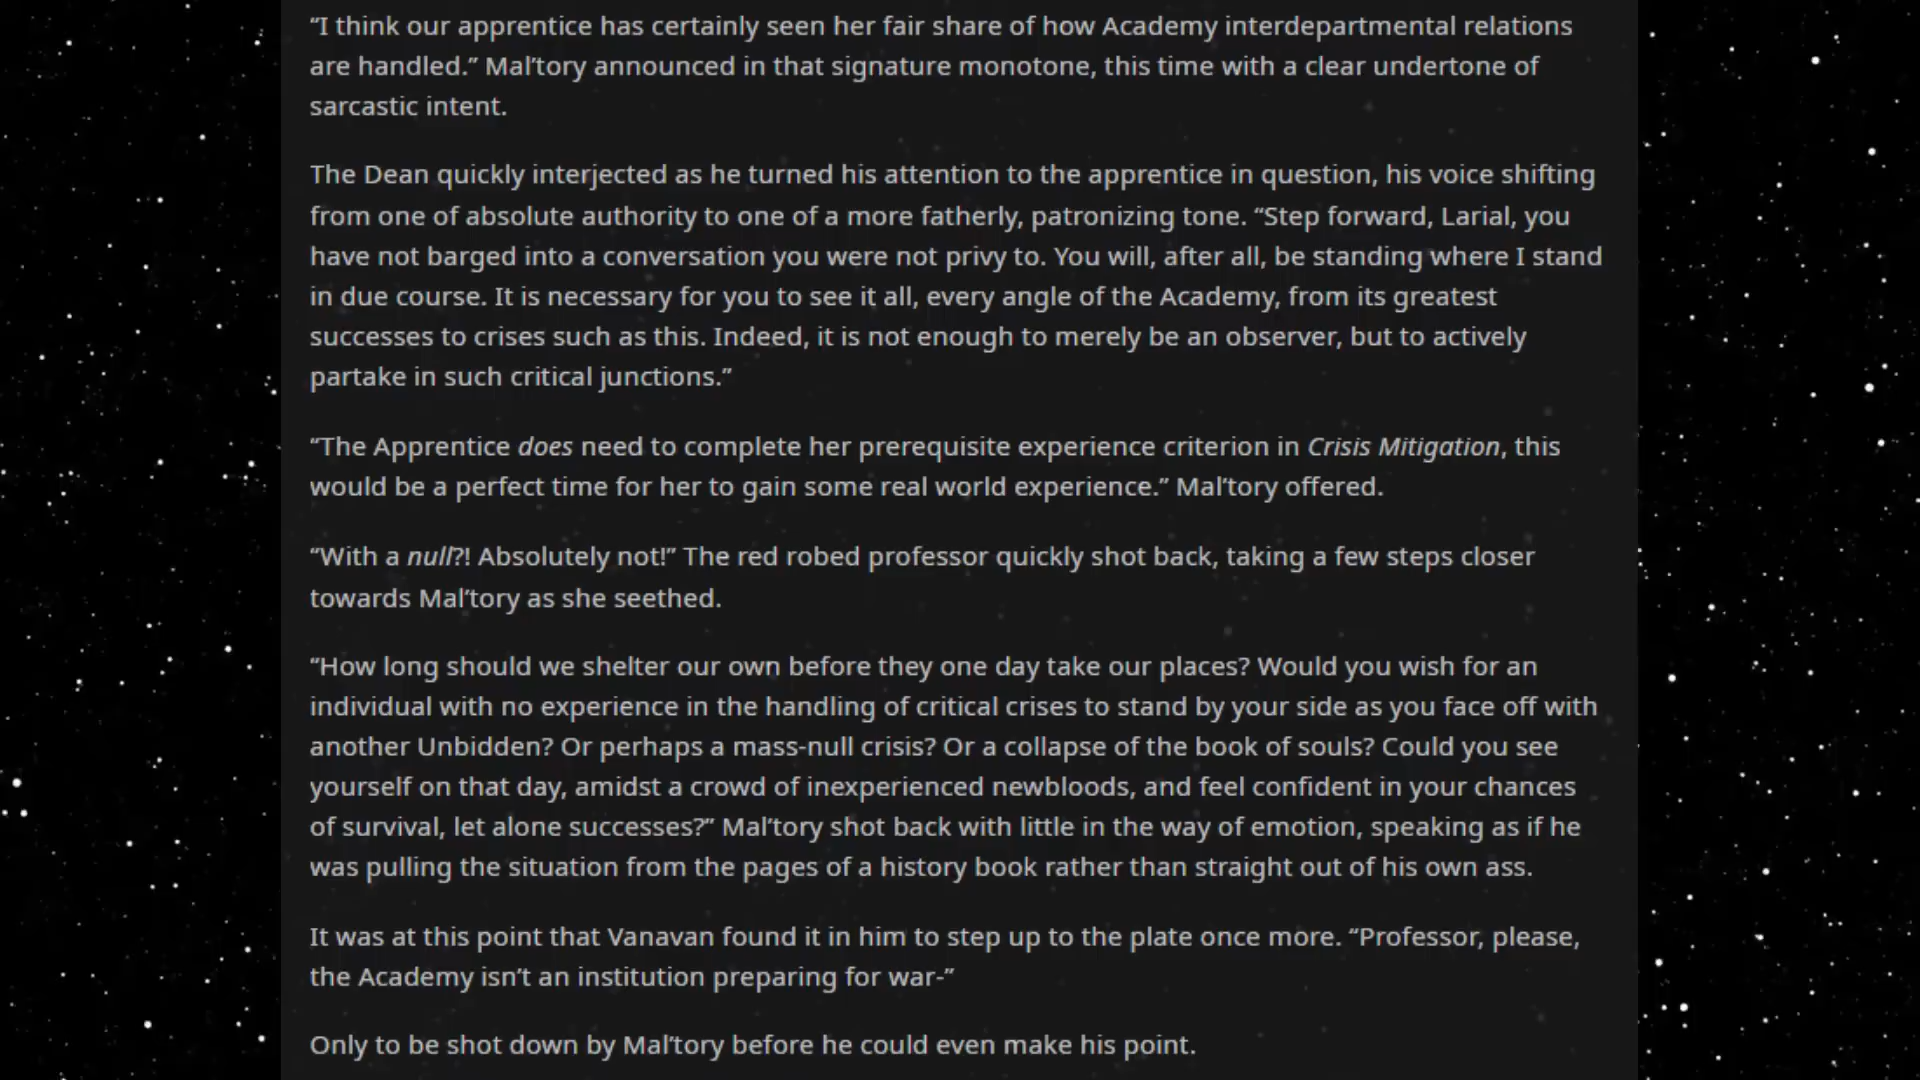 “I think our apprentice has certainly seen her fair share of how Academy interdepartmental relations
are handled.” Mal’tory announced in that signature monotone, this time with a clear undertone of
sarcastic intent.
The Dean quickly interjected as he turned his attention to the apprentice in question, his voice shifting
from one of absolute authority to one of a more fatherly, patronizing tone. “Step forward, Larial, you
have not barged into a conversation you were not privy to. You will, after all, be standing where I stand
in due course. It is necessary for you to see it all, every angle of the Academy, from its greatest
successes to crises such as this. Indeed, it is not enough to merely be an observer, but to actively
partake in such critical junctions.”
“The Apprentice does need to complete her prerequisite experience criterion in Crisis Mitigation, this
would be a perfect time for her to gain some real world experience.” Mal’tory offered.
“With a null?! Absolutely not!” The red robed professor quickly shot back, taking a few steps closer
towards Mal’tory as she seethed.
“How long should we shelter our own before they one day take our places? Would you wish for an
individual with no experience in the handling of critical crises to stand by your side as you face off with
another Unbidden? Or perhaps a mass-null crisis? Or a collapse of the book of souls? Could you see
yourself on that day, amidst a crowd of inexperienced newbloods, and feel confident in your chances
of survival, let alone successes?” Mal’tory shot back with little in the way of emotion, speaking as if he
was pulling the situation from the pages of a history book rather than straight out of his own ass.
It was at this point that Vanavan found it in him to step up to the plate once more. “Professor, please,
the Academy isn’t an institution preparing for war-”
Only to be shot down by Mal’tory before he could even make his point.